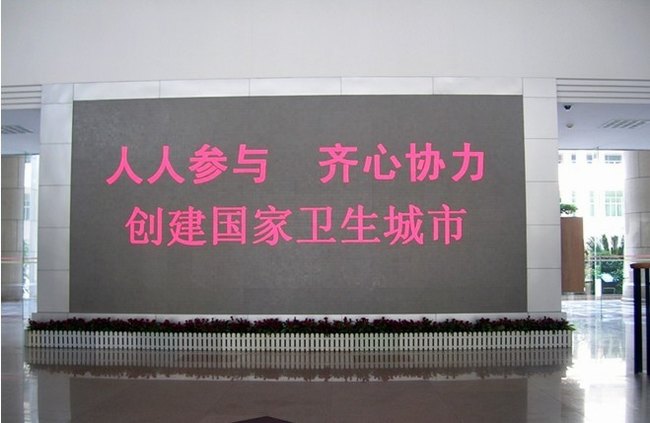 人人参与 齐心协力
创建国家卫生城市